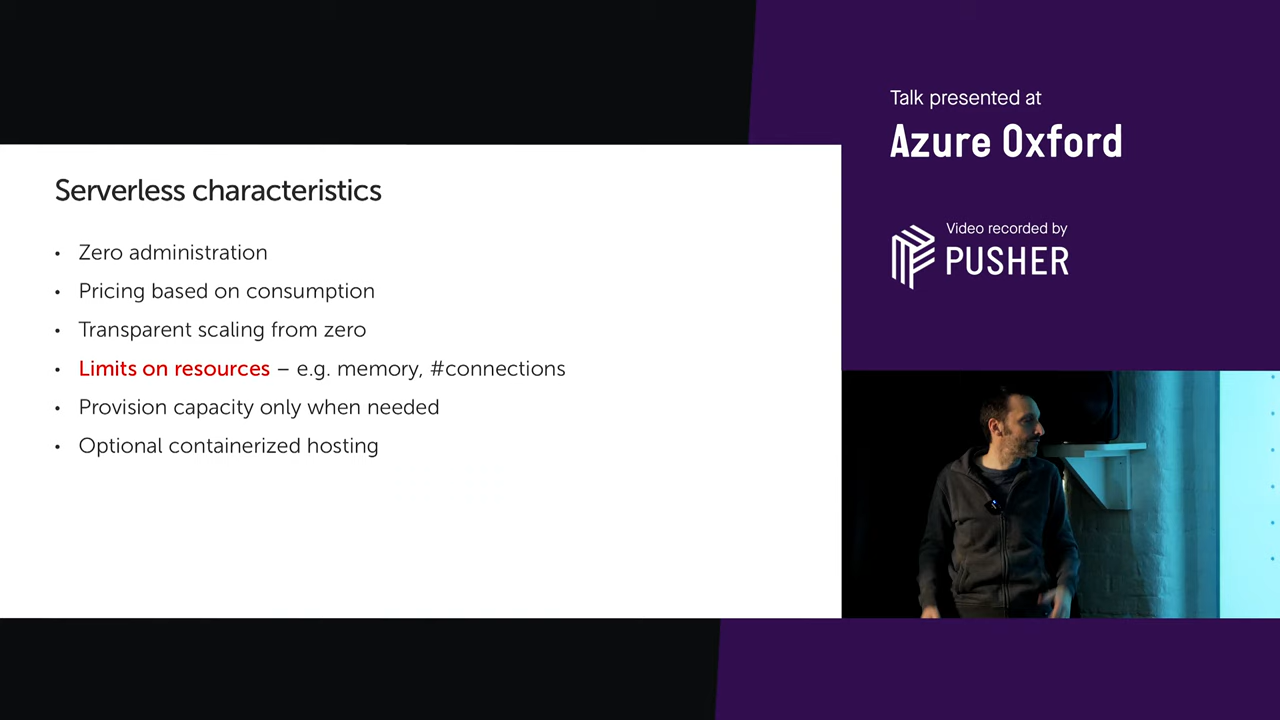 Talk presented at
Azure Oxford
Video recorded by
PUSHER
Serverless characteristics
• Zero administration
• Pricing based on consumption
• Transparent scaling from zero
• Limits on resources – e.g. memory, #connections
• Provision capacity only when needed
• Optional containerized hosting